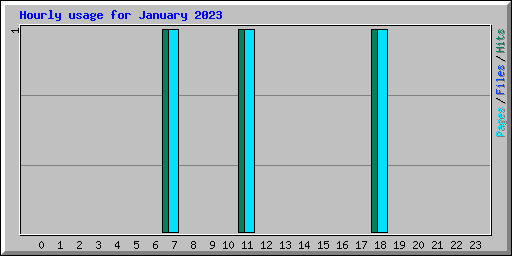 Hourly usage for January 2023
1
Pages/Files/Hits
0 1 2 3 4 5 6 7 8 9 10 11 12 13 14 15 16 17 18 19 20 21 22 23